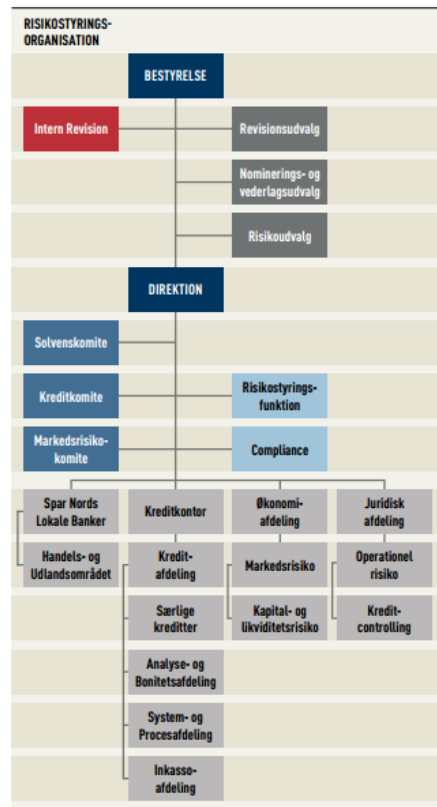 RISIKOSTYRINGS-
ORGANISATION
BESTYRELSE
Intern Revision
Revisionsudvalg
Nominerings- og
vederlagsudvalg
Risikoudvalg
DIREKTION
Solvenskomite
Kreditkomite
Risikostyrings-
funktion
Markedsrisiko-
komite
Compliance
Spar Nords
Lokale Banker
Kreditkontor
Økonomi-
afdeling
Juridisk
afdeling
Handels- og
Udlandsområdet
Kredit-
afdeling
Markedsrisiko
Operationel
risiko
Særlige
kreditter
Kapital- og
likviditetsrisiko
Kredit-
controlling
Analyse- og
Bonitetsafdeling
System- og
Procesafdeling
Inkasso-
afdeling